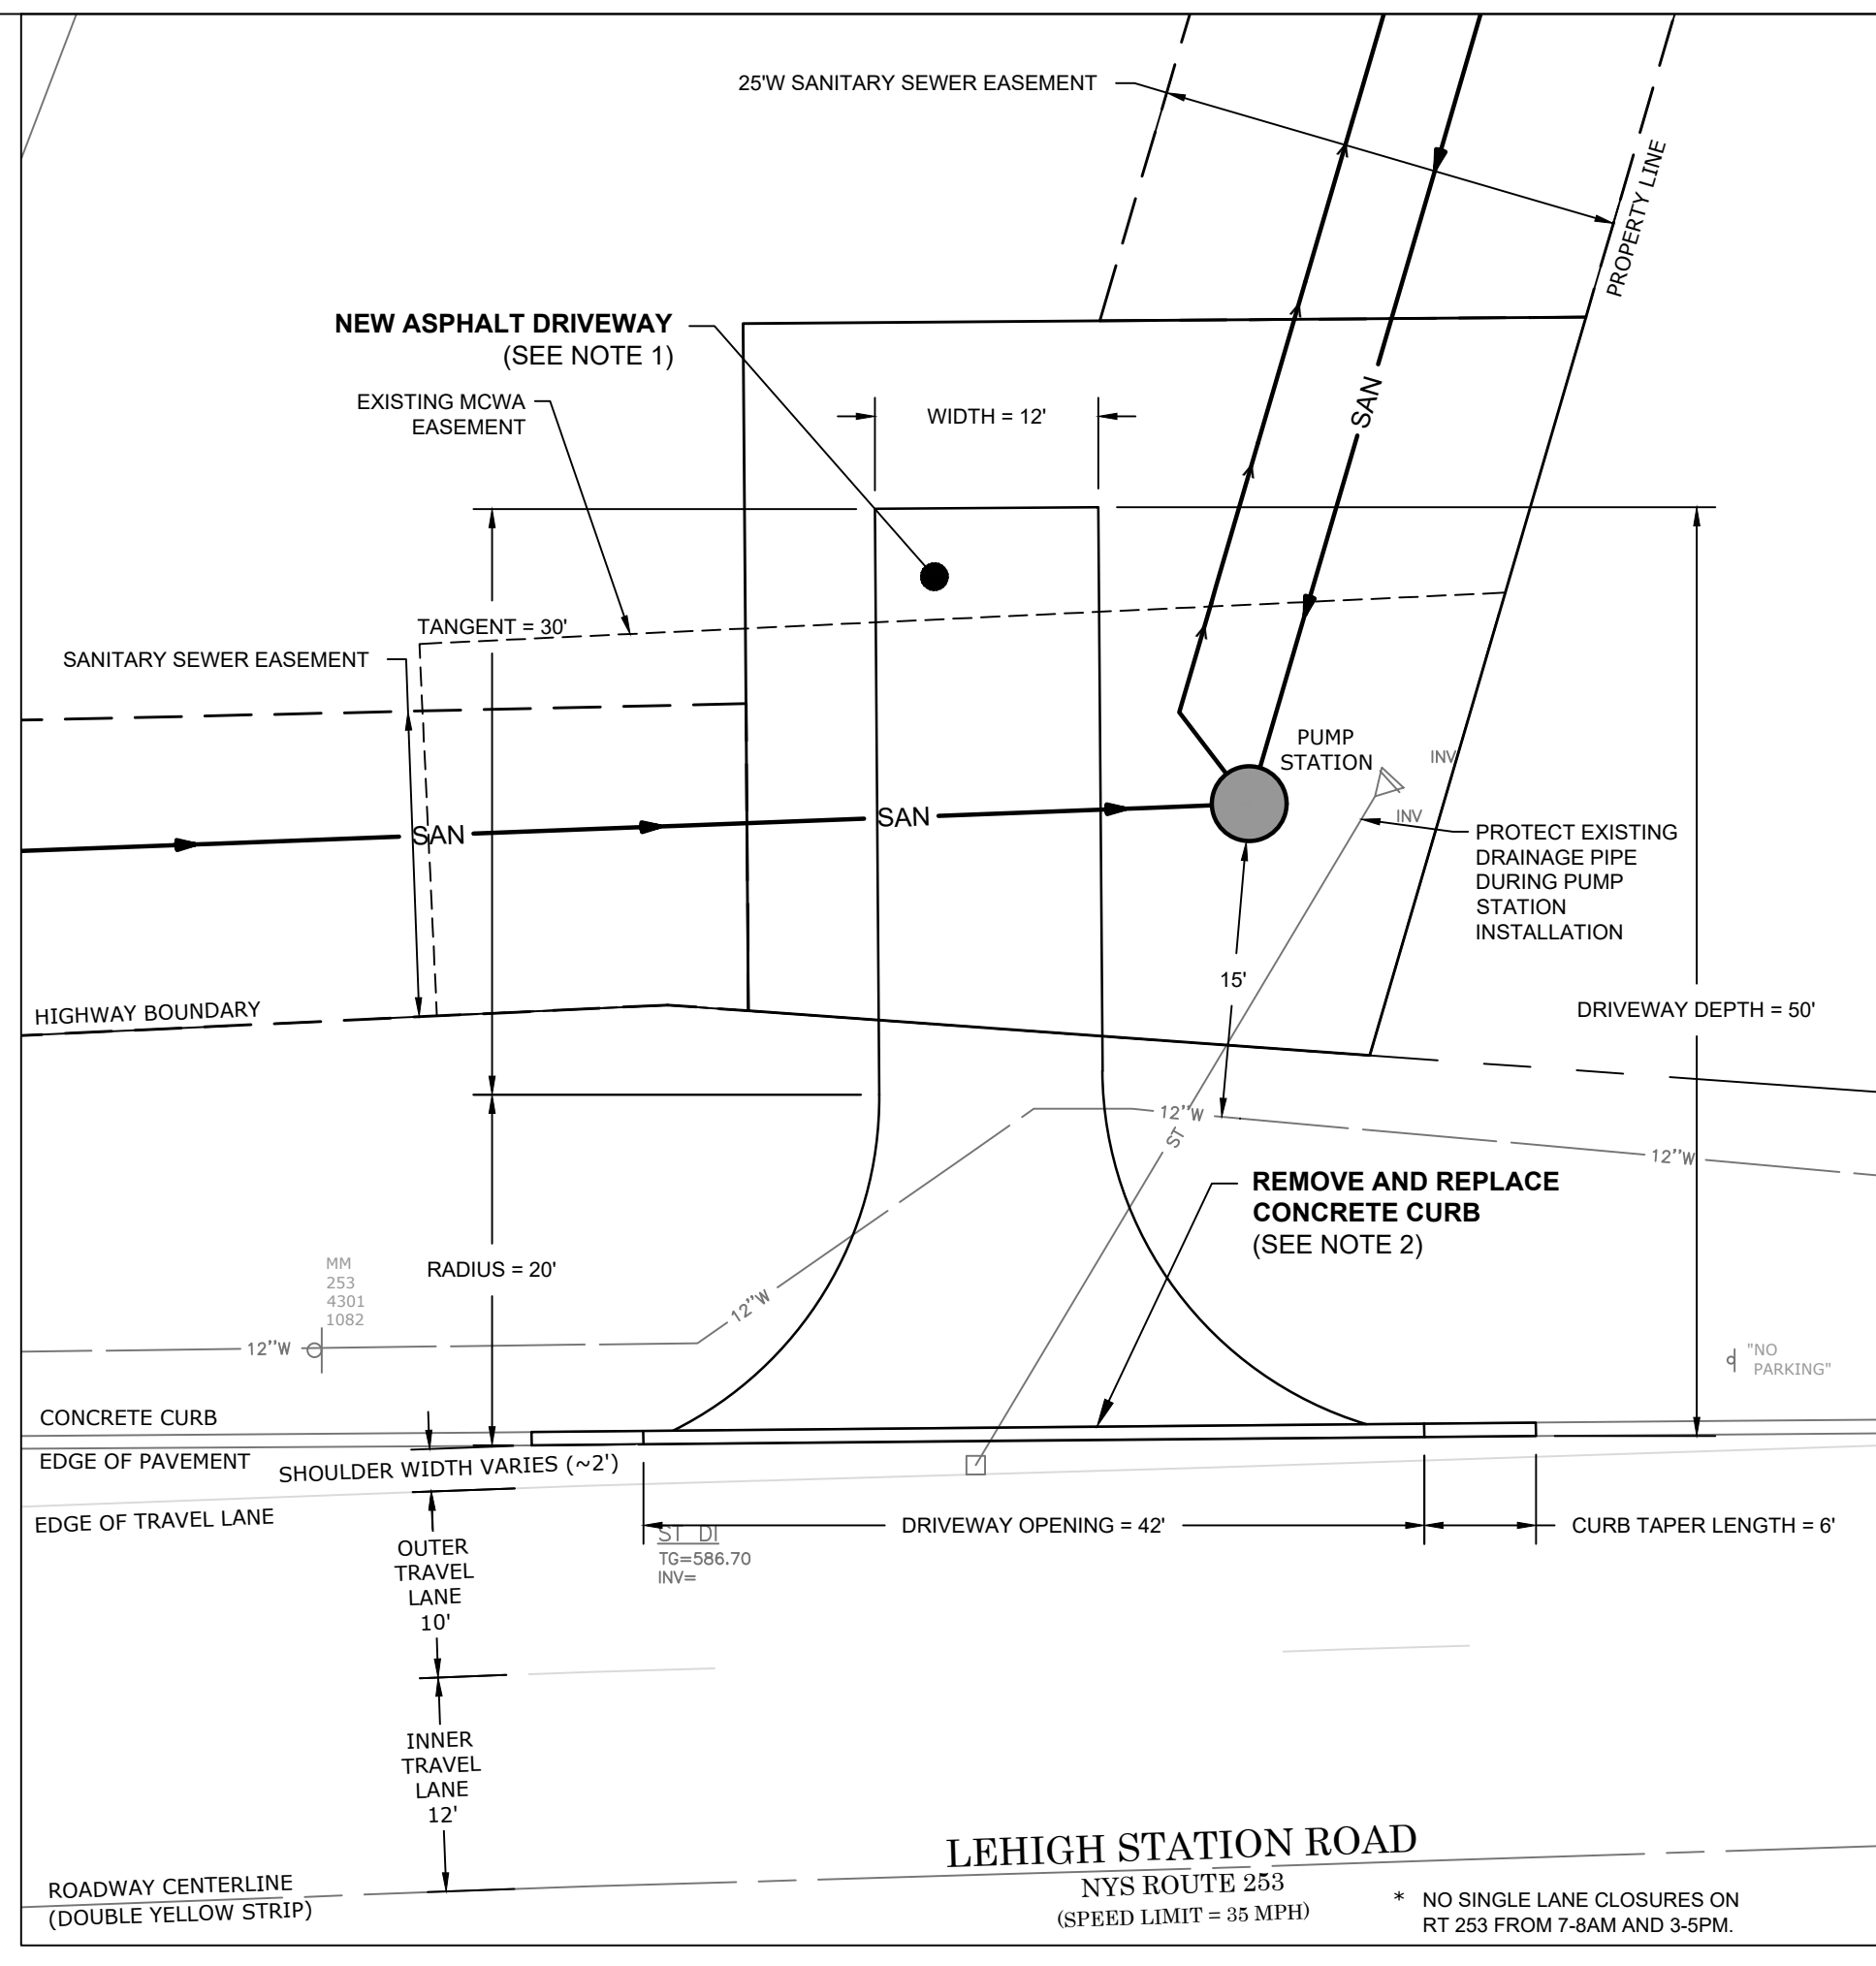 25'W SANITARY SEWER EASEMENT
PROPERTY LINE
NEW ASPHALT DRIVEWAY
(SEE NOTE 1)
EXISTING MCWA
EASEMENT
WIDTH = 12'
SAN
TANGENT = 30'
SANITARY SEWER EASEMENT
PUMP
STATION
INV
INV
SAN
SAN
PROTECT EXISTING
DRAINAGE PIPE
DURING PUMP
STATION
INSTALLATION
15'
HIGHWAY BOUNDARY
DRIVEWAY DEPTH = 50'
12"W
ST
12"W
REMOVE AND REPLACE
CONCRETE CURB
(SEE NOTE 2)
RADIUS = 20'
MM
253
4301
1082
12"W
12"W
"NO
PARKING"
CONCRETE CURB
EDGE OF PAVEMENT
SHOULDER WIDTH VARIES (~2')
EDGE OF TRAVEL LANE
DRIVEWAY OPENING = 42'
CURB TAPER LENGTH = 6'
ST DI
TG=586.70
INV=
OUTER
TRAVEL
LANE
10'
INNER
TRAVEL
LANE
12'
LEHIGH STATION ROAD
NYS ROUTE 253
(SPEED LIMIT = 35 MPH)
ROADWAY CENTERLINE
(DOUBLE YELLOW STRIP)
* NO SINGLE LANE CLOSURES ON
RT 253 FROM 7-8AM AND 3-5PM.